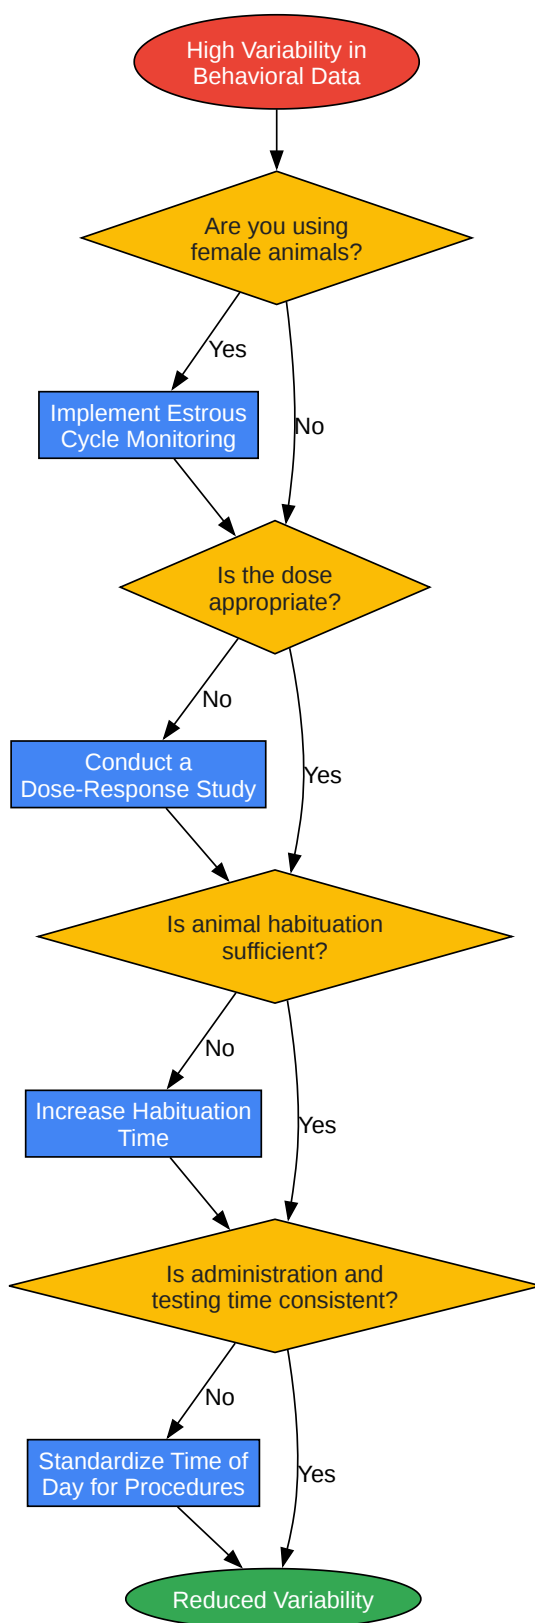 High Variability in
Behavioral Data
Are you using
female animals?
Yes
Implement Estrous
Cycle Monitoring
No
Is the dose
appropriate?
No
Conduct a
Dose-Response Study
Yes
Is animal habituation
sufficient?
No
Increase Habituation
Time
Yes
Is administration and
testing time consistent?
No
Standardize Time of
Day for Procedures
Yes
Reduced Variability